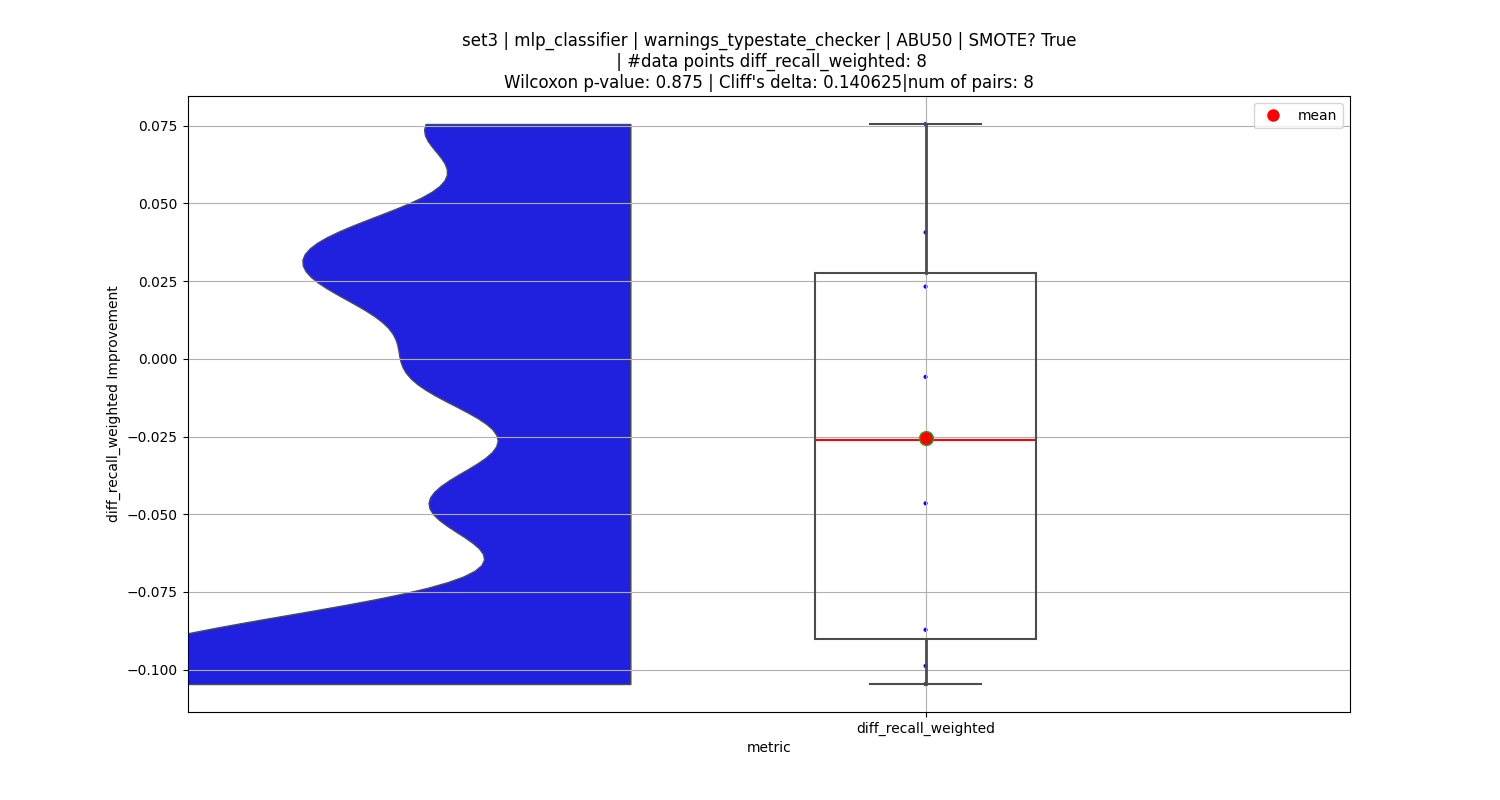 set3 | mlp_classifier | warnings_typestate_checker | ABU50 | SMOTE? True
| #data points diff_recall_weighted: 8
Wilcoxon p-value: 0.875 | Cliff's delta: 0.140625|num of pairs: 8
mean
0.075
0.050
0.025
0.000
−0.025
−0.050
−0.075
−0.100
diff_recall_weighted Improvement
diff_recall_weighted
metric